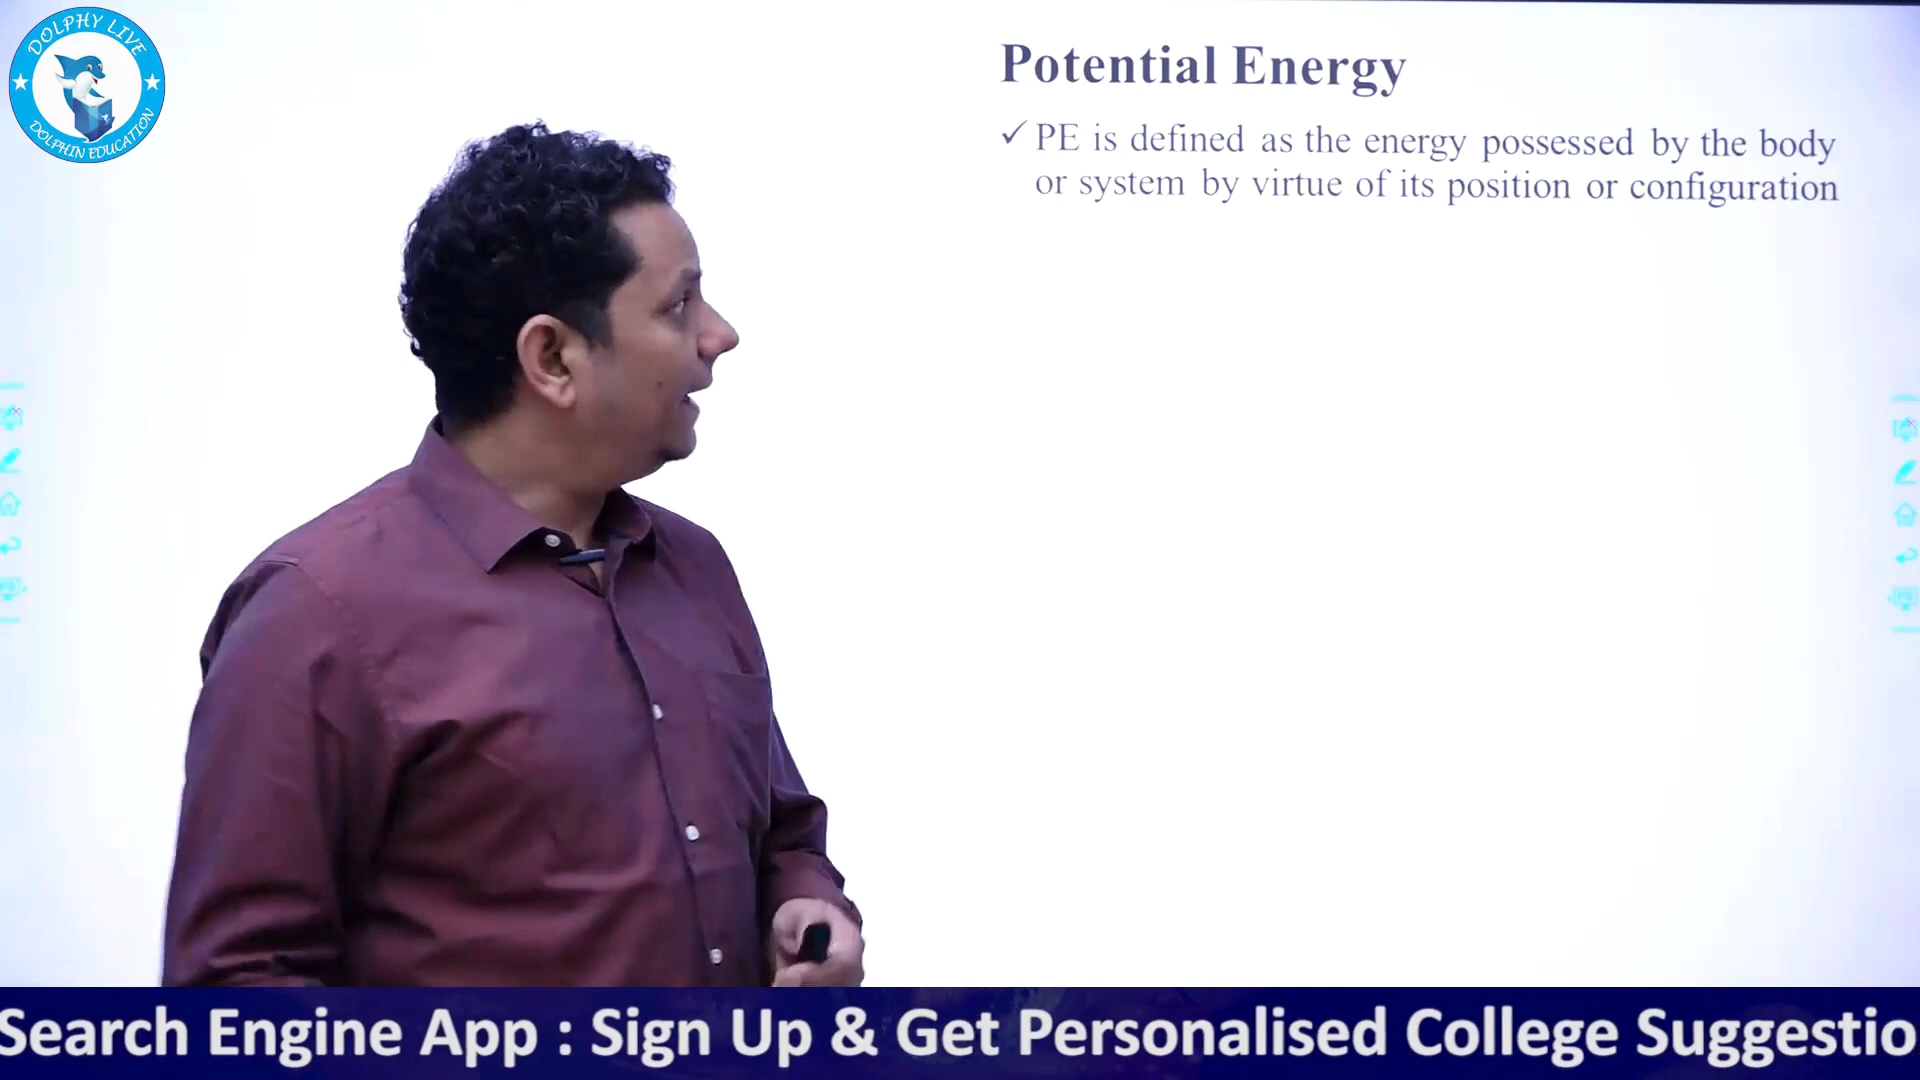 DOLPHY LIVE
DOLPHIN EDUCATION
Potential Energy
✓ PE is defined as the energy possessed by the body
or system by virtue of its position or configuration
Search Engine App : Sign Up & Get Personalised College Suggestio